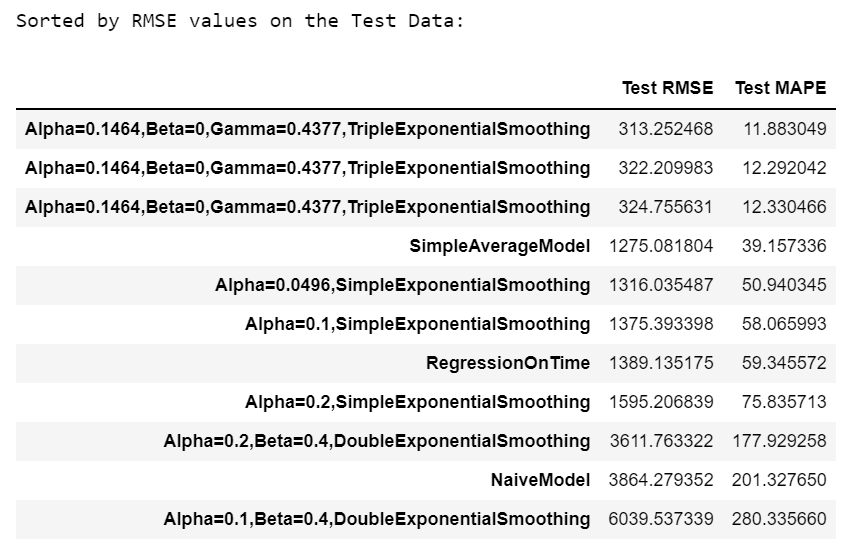 Sorted by RMSE values on the Test Data:
Test RMSE Test MAPE
Alpha=0.1464,Beta=0,Gamma=0.4377,TripleExponentialSmoothing 313.252468 11.883049
Alpha=0.1464,Beta=0,Gamma=0.4377,TripleExponentialSmoothing 322.209983 12.292042
Alpha=0.1464,Beta=0,Gamma=0.4377,TripleExponentialSmoothing 324.755631 12.330466
SimpleAverageModel 1275.081804 39.157336
Alpha=0.0496,SimpleExponentialSmoothing 1316.035487 50.940345
Alpha=0.1,SimpleExponentialSmoothing 1375.393398 58.065993
RegressionOnTime 1389.135175 59.345572
Alpha=0.2,SimpleExponentialSmoothing 1595.206839 75.835713
Alpha=0.2,Beta=0.4,DoubleExponentialSmoothing 3611.763322 177.929258
NaiveModel 3864.279352 201.327650
Alpha=0.1,Beta=0.4,DoubleExponentialSmoothing 6039.537339 280.335660